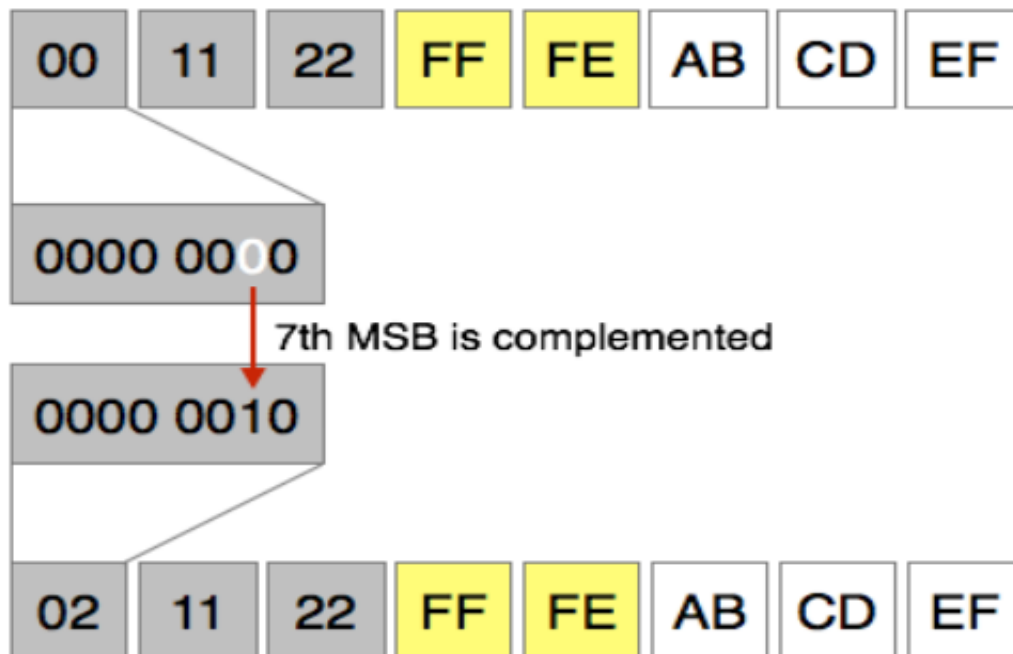 00 11 22 FF FE AB CD EF
0000 0000
7th MSB is complemented
0000 0010
02 11 22 FF FE AB CD EF